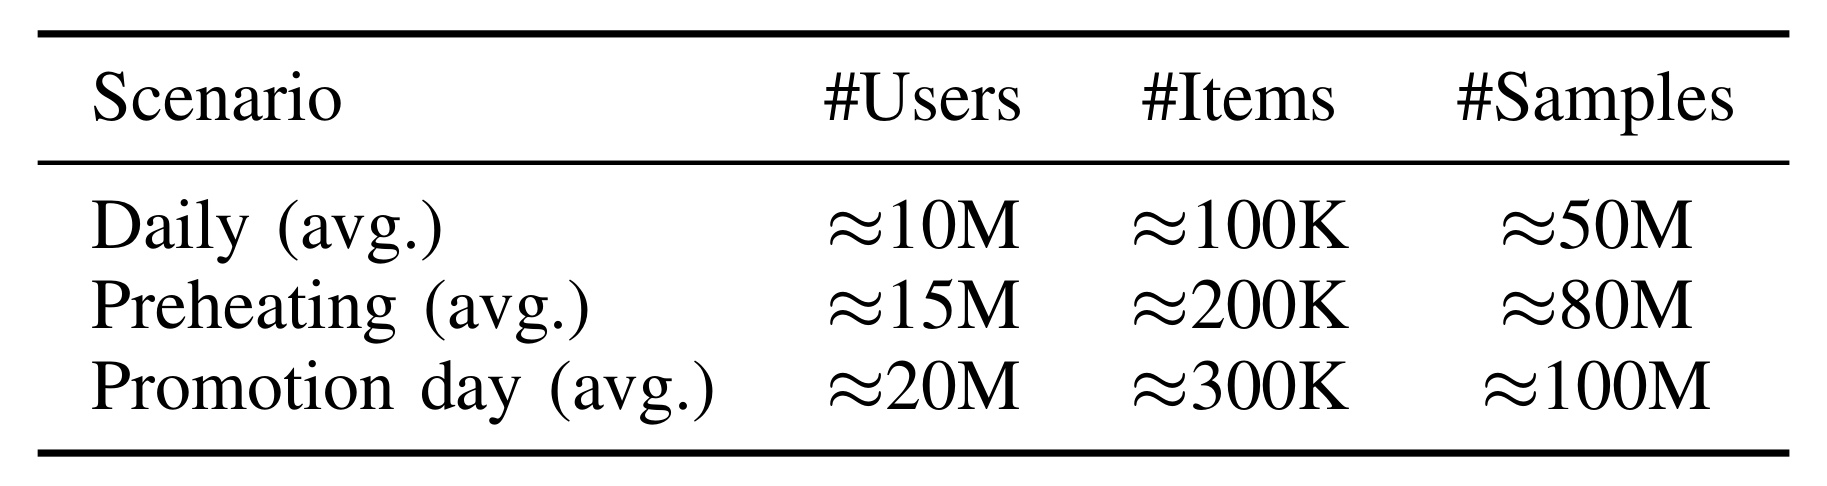 Scenario #Users #Items #Samples
Daily (avg.) ≈10M ≈100K ≈50M
Preheating (avg.) ≈15M ≈200K ≈80M
Promotion day (avg.) ≈20M ≈300K ≈100M